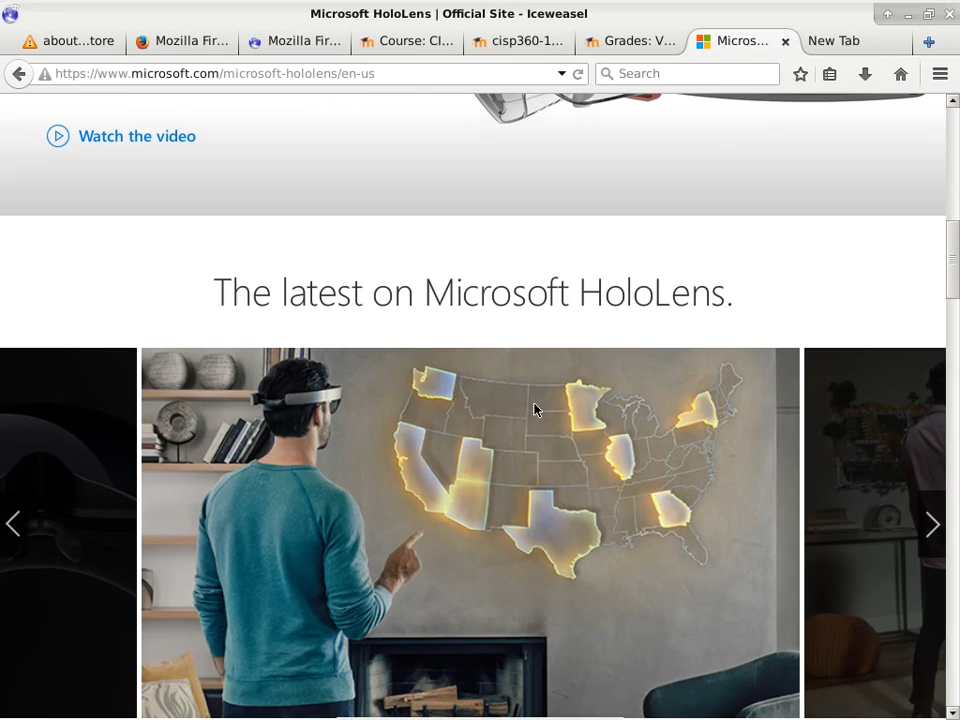 Microsoft HoloLens | Official Site - Iceweasel
about...tore
Mozilla Fir...
Mozilla Fir...
Course: CI...
cisp360-1...
Grades: V...
Micros...
New Tab
https://www.microsoft.com/microsoft-hololens/en-us
Search
Watch the video
The latest on Microsoft HoloLens.